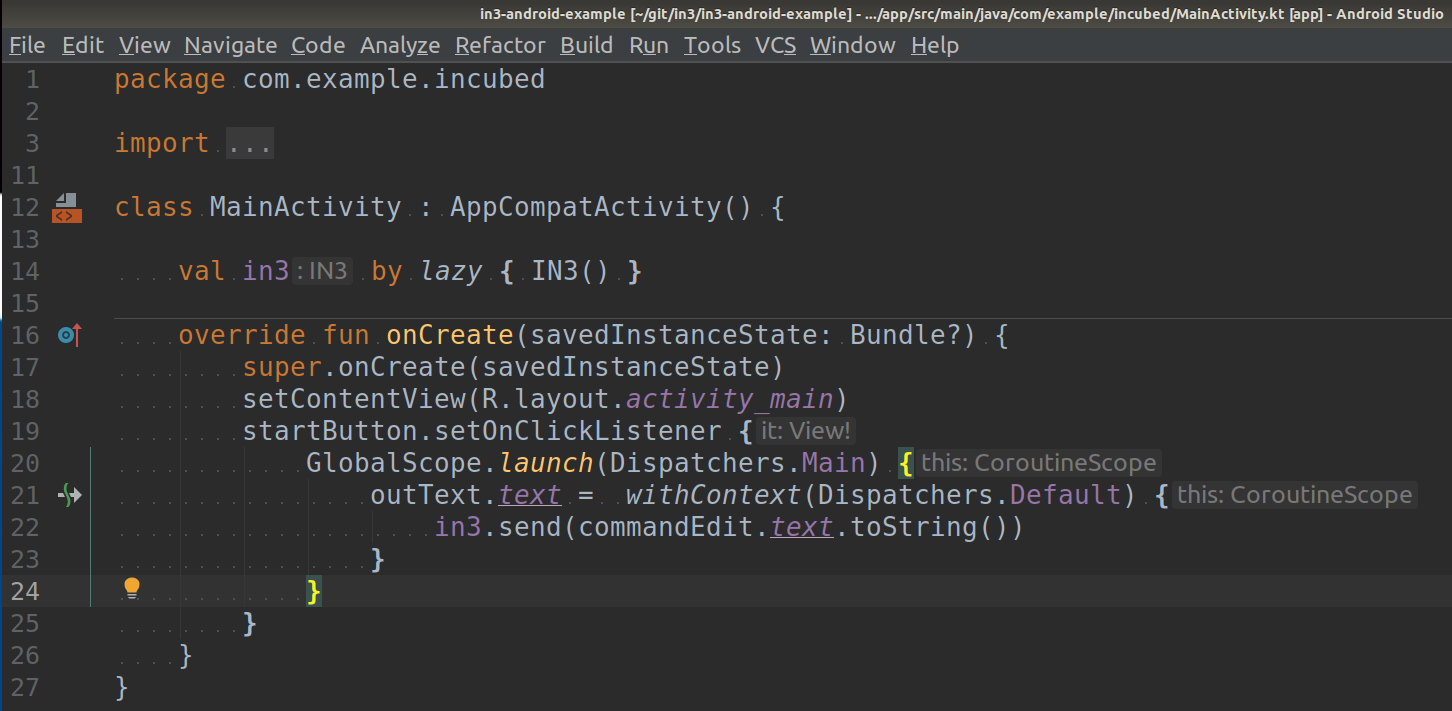 in3-android-example [~/git/in3/in3-android-example] - .../app/src/main/java/com/example/incubed/MainActivity.kt [app] - Android Studio
File Edit View Navigate Code Analyze Refactor Build Run Tools VCS Window Help
1 package com.example.incubed
2
3 import ...
11
12 <> class MainActivity : AppCompatActivity() {
13
14 val in3 : IN3 by lazy { IN3() }
15
16 override fun onCreate(savedInstanceState: Bundle?) {
17 super.onCreate(savedInstanceState)
18 setContentView(R.layout.activity_main)
19 startButton.setOnClickListener { it: View!
20 GlobalScope.launch(Dispatchers.Main) { this: CoroutineScope
21 outText.text = withContext(Dispatchers.Default) { this: CoroutineScope
22 in3.send(commandEdit.text.toString())
23 }
24 }
25 }
26 }
27 }